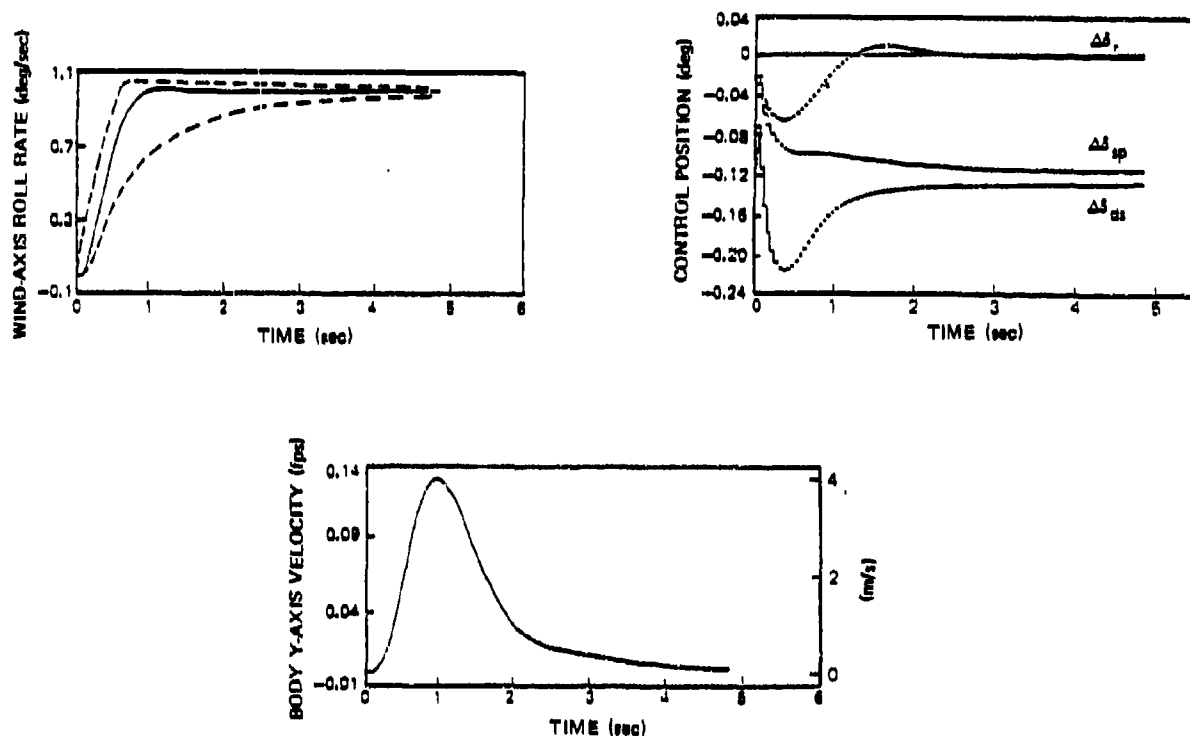 WIND-AXIS ROLL RATE (deg/sec)
1.1
0.7
0.3
-0.1
0 1 2 3 4 5 6
TIME (sec)
CONTROL POSITION (deg)
0.04
0
-0.04
-0.08
-0.12
-0.16
-0.20
-0.24
Δδr
Δδsp
Δδds
0 1 2 3 4 5
TIME (sec)
BODY Y-AXIS VELOCITY (fps)
0.14
0.09
0.04
-0.01
4
2
0
(m/s)
0 1 2 3 4 5 6
TIME (sec)